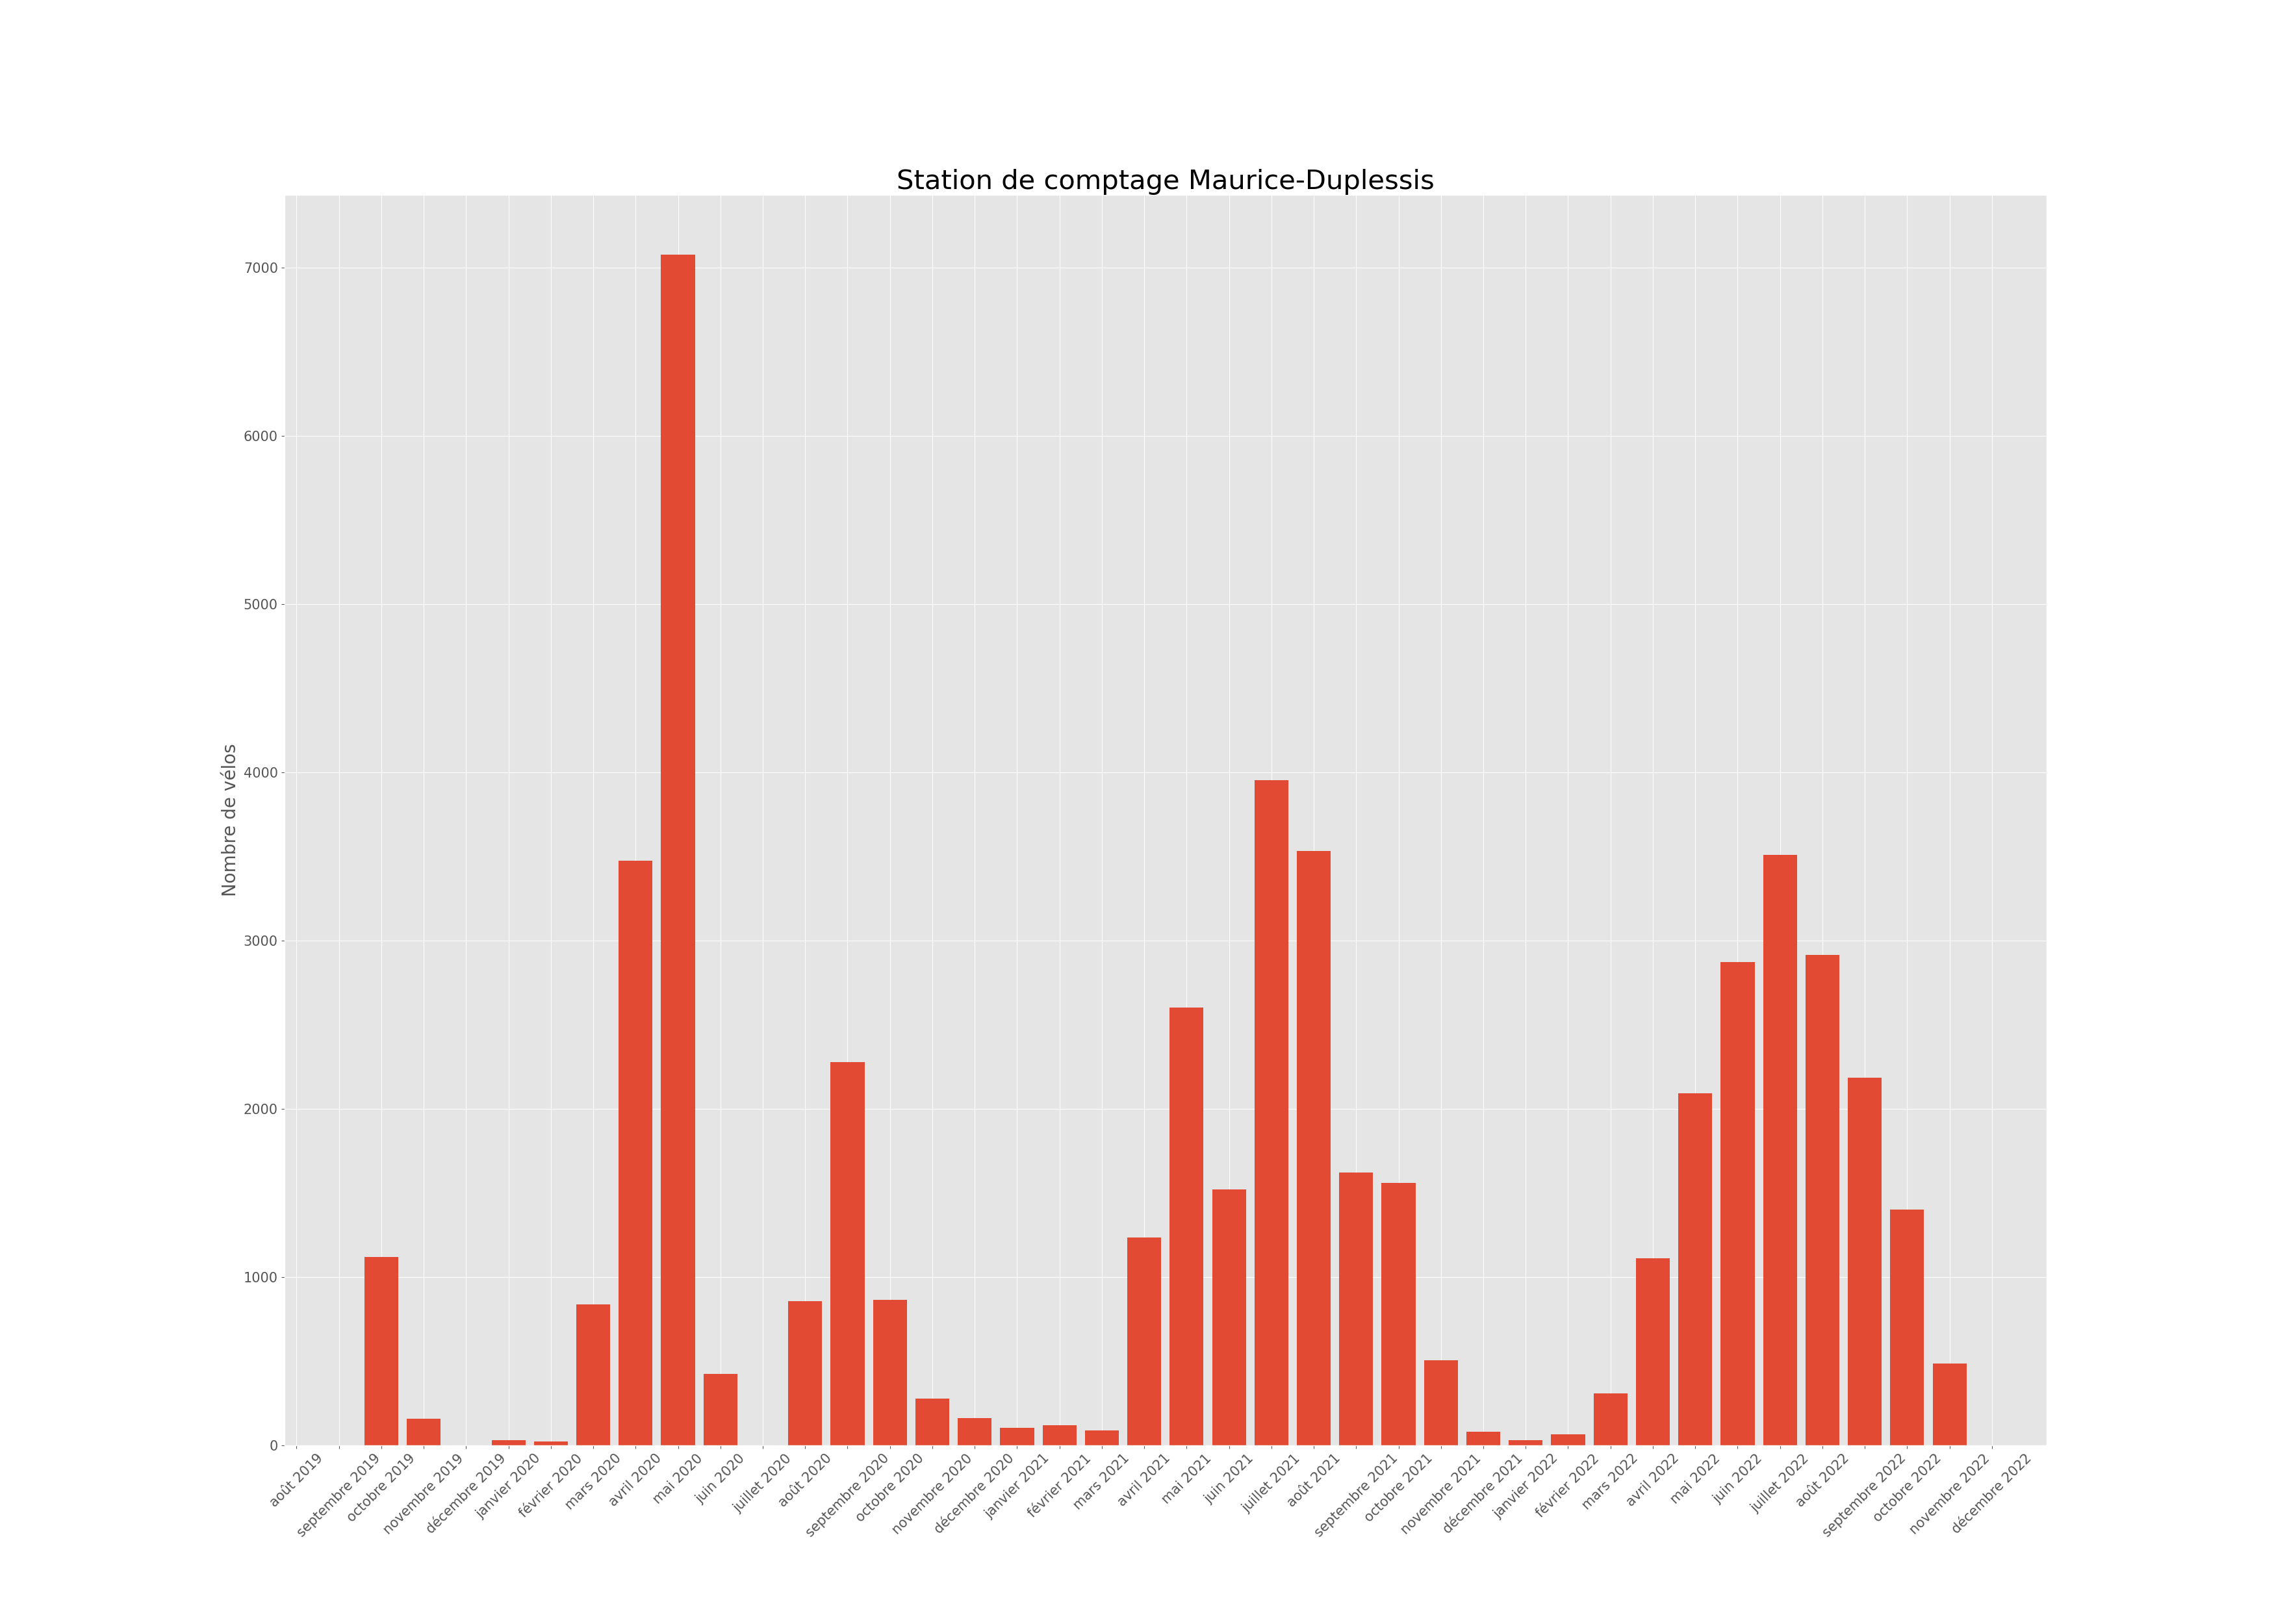 Station de comptage Maurice-Duplessis
Nombre de vélos
7000
6000
5000
4000
3000
2000
1000
0
août 2019
septembre 2019
octobre 2019
novembre 2019
décembre 2019
janvier 2020
février 2020
mars 2020
avril 2020
mai 2020
juin 2020
juillet 2020
août 2020
septembre 2020
octobre 2020
novembre 2020
décembre 2020
janvier 2021
février 2021
mars 2021
avril 2021
mai 2021
juin 2021
juillet 2021
août 2021
septembre 2021
octobre 2021
novembre 2021
décembre 2021
janvier 2022
février 2022
mars 2022
avril 2022
mai 2022
juin 2022
juillet 2022
août 2022
septembre 2022
octobre 2022
novembre 2022
décembre 2022